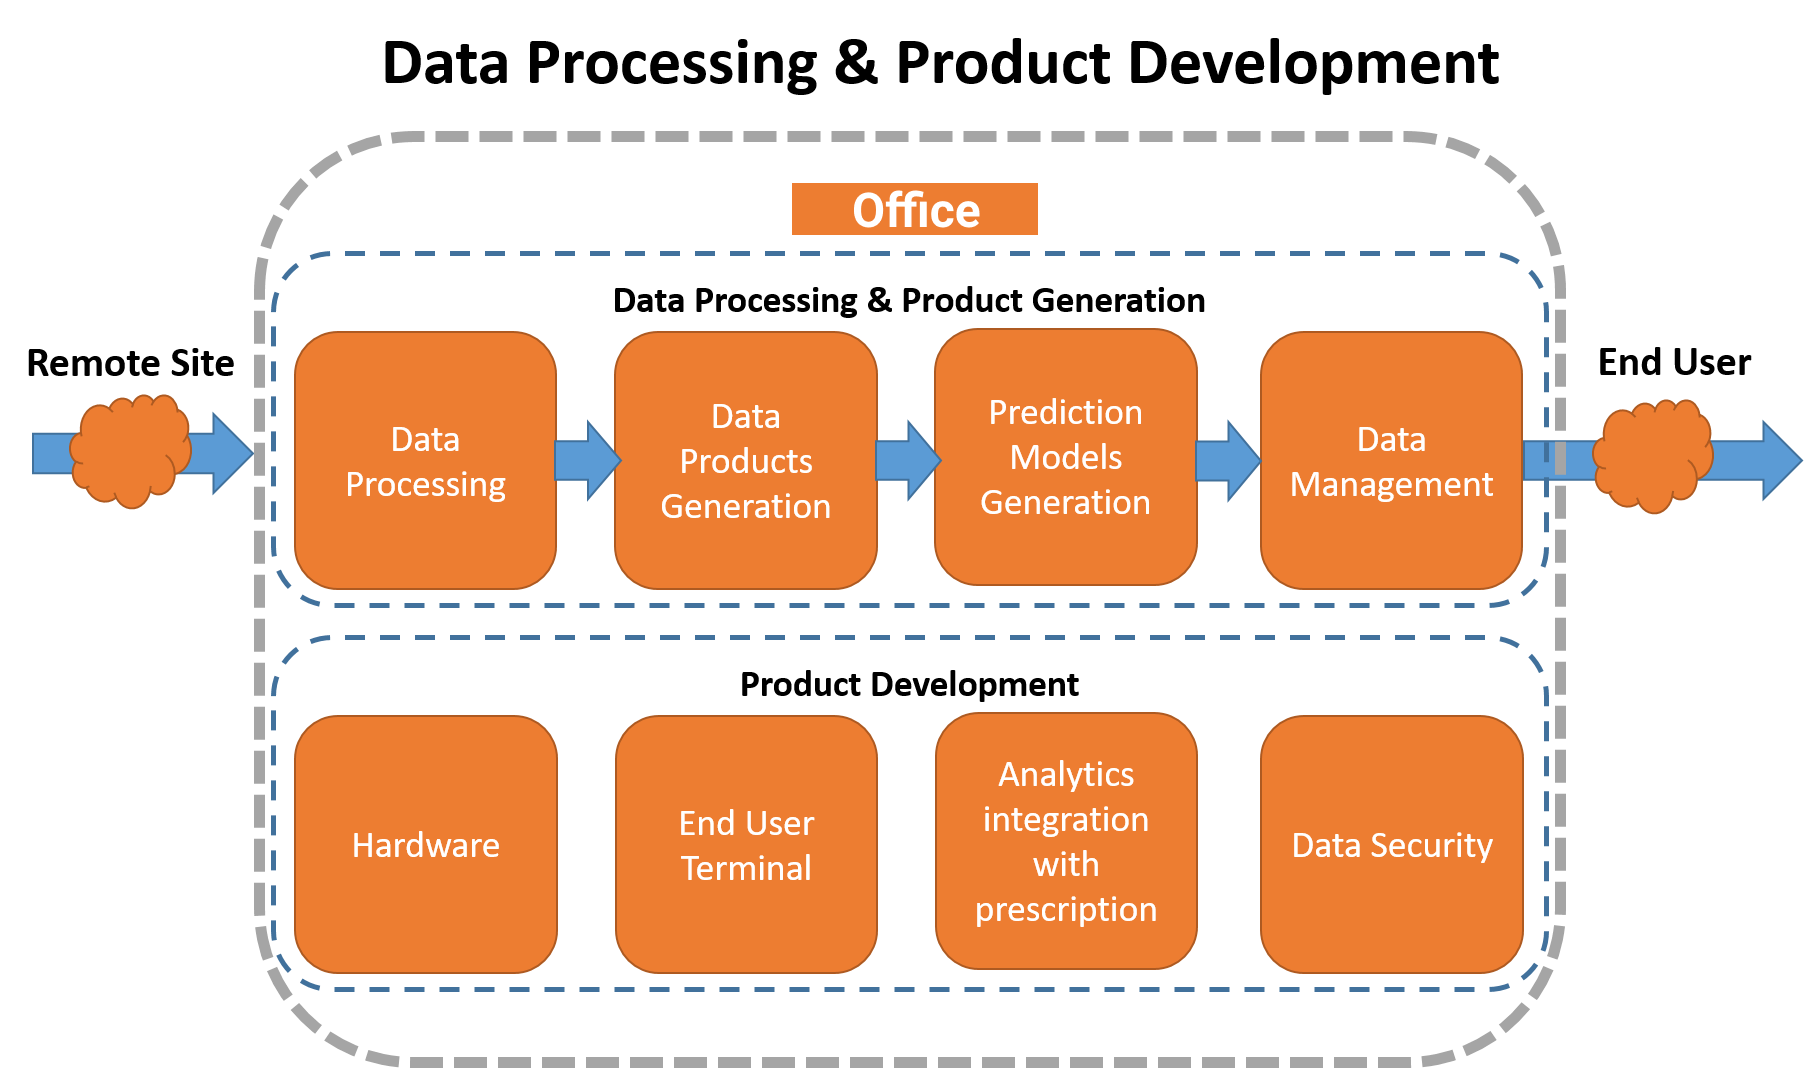 Data Processing & Product Development
Office
Data Processing & Product Generation
Remote Site
End User
Data
Processing
Data
Products
Generation
Prediction
Models
Generation
Data
Management
Product Development
Hardware
End User
Terminal
Analytics
integration
with
prescription
Data Security